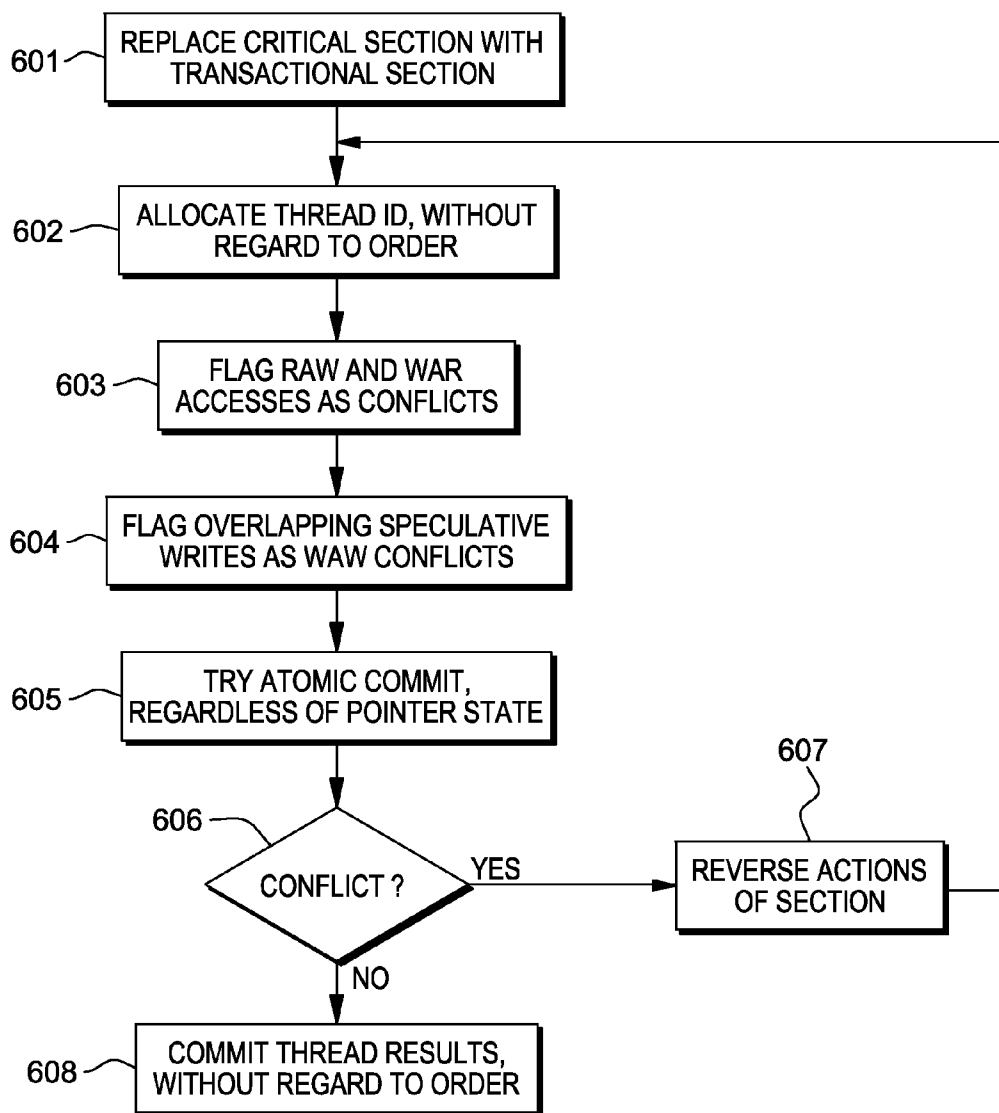 601
REPLACE CRITICAL SECTION WITH
TRANSACTIONAL SECTION
602
ALLOCATE THREAD ID, WITHOUT
REGARD TO ORDER
603
FLAG RAW AND WAR
ACCESSES AS CONFLICTS
604
FLAG OVERLAPPING SPECULATIVE
WRITES AS WAW CONFLICTS
605
TRY ATOMIC COMMIT,
REGARDLESS OF POINTER STATE
606
CONFLICT ?
YES
607
REVERSE ACTIONS
OF SECTION
NO
608
COMMIT THREAD RESULTS,
WITHOUT REGARD TO ORDER